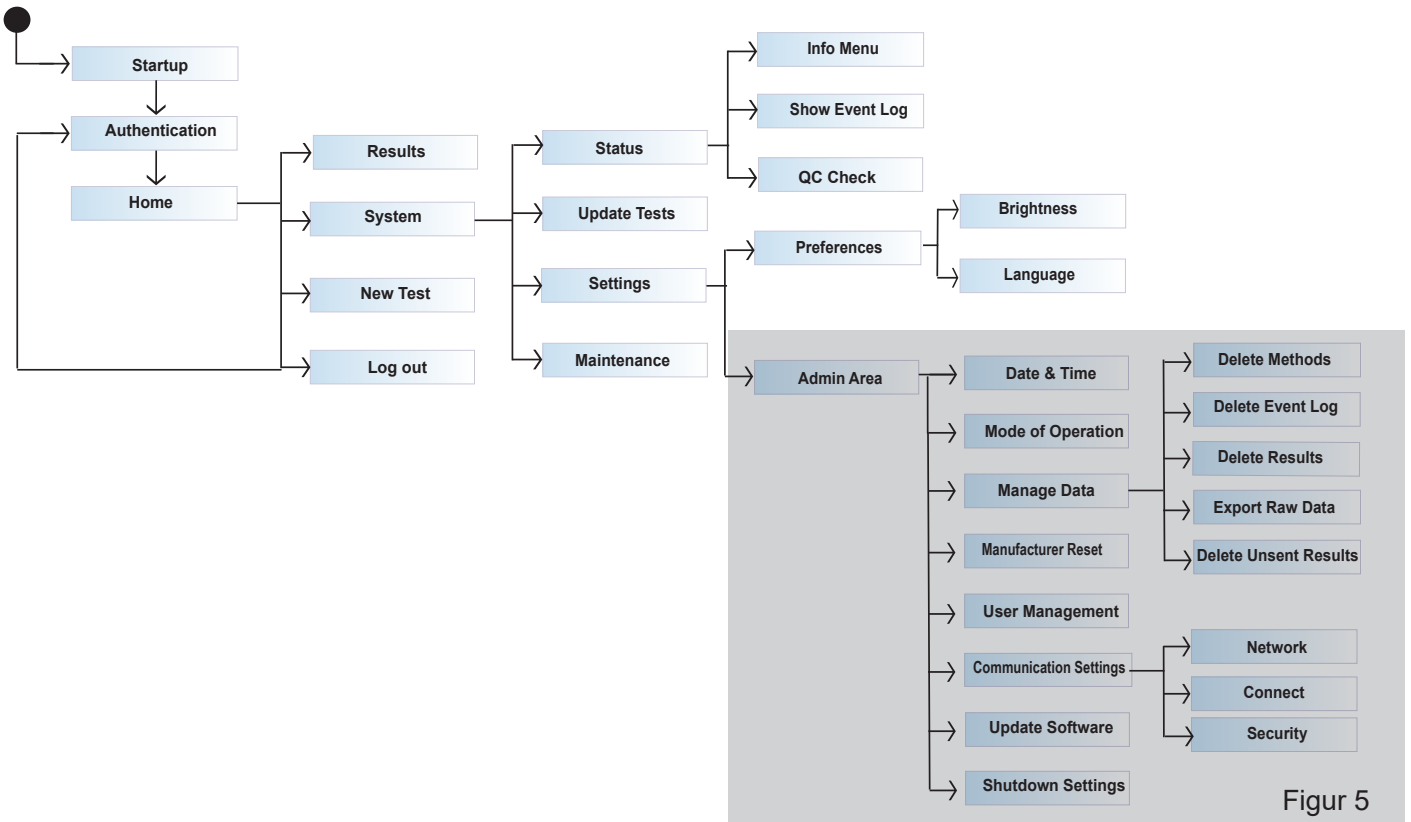 Startup
Authentication
Home
Results
System
New Test
Log out
Status
Update Tests
Settings
Maintenance
Info Menu
Show Event Log
QC Check
Preferences
Brightness
Language
Admin Area
Date & Time
Mode of Operation
Manage Data
Manufacturer Reset
User Management
Communication Settings
Update Software
Shutdown Settings
Delete Methods
Delete Event Log
Delete Results
Export Raw Data
Delete Unsent Results
Network
Connect
Security
Figur 5